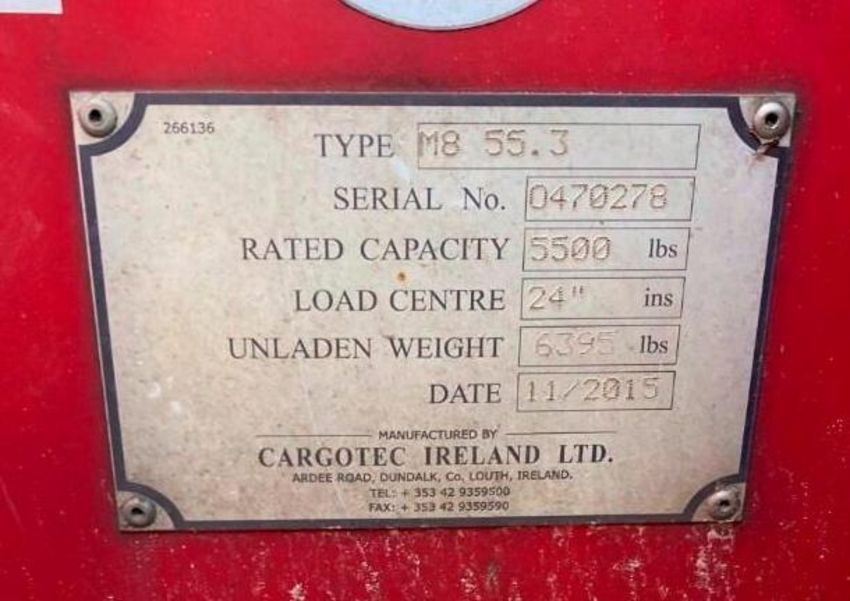 266136
TYPE M8 55.3
SERIAL No. 0470278
RATED CAPACITY 5500 lbs
LOAD CENTRE 24" ins
UNLADEN WEIGHT 6395 lbs
DATE 11/2015
MANUFACTURED BY
CARGOTEC IRELAND LTD.
ARDEE ROAD, DUNDALK, Co, LOUTH, IRELAND.
TEL: + 353 42 9359500
FAX: + 353 42 9359590